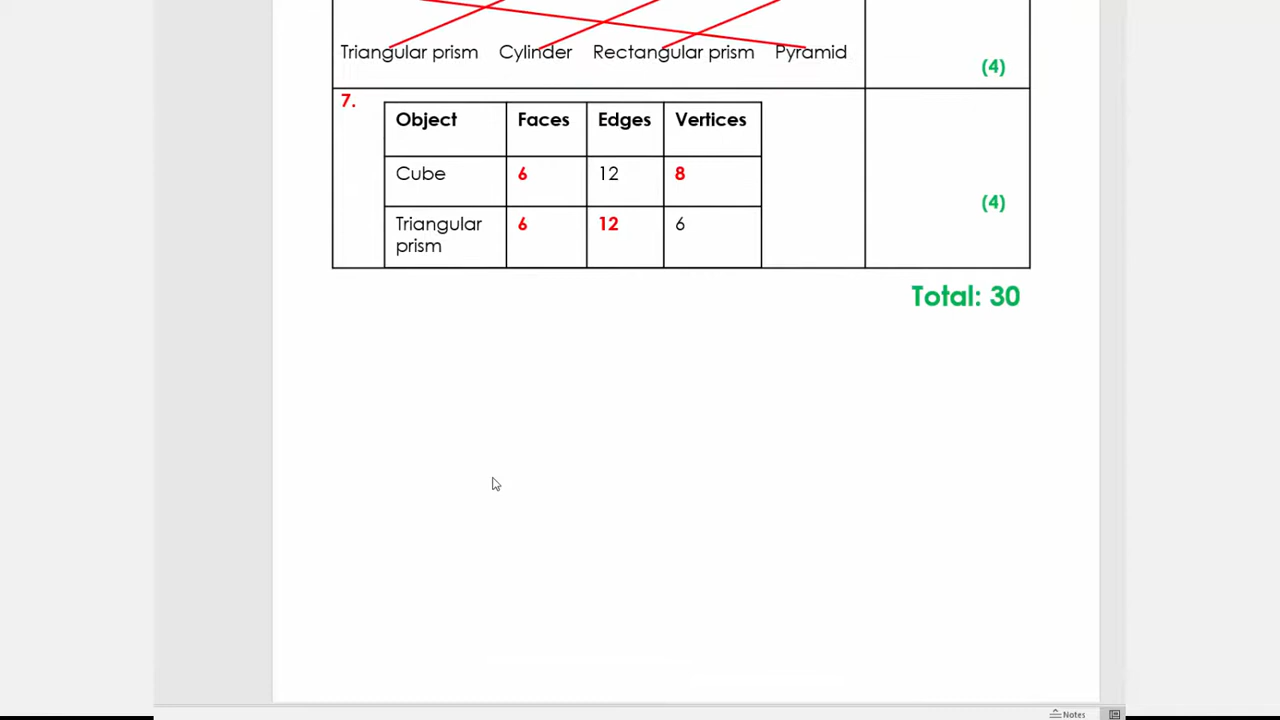 Triangular prism Cylinder Rectangular prism Pyramid
(4)
7.
Object Faces Edges Vertices
Cube 6 12 8
(4)
Triangular 6 12 6
prism
Total: 30
Notes